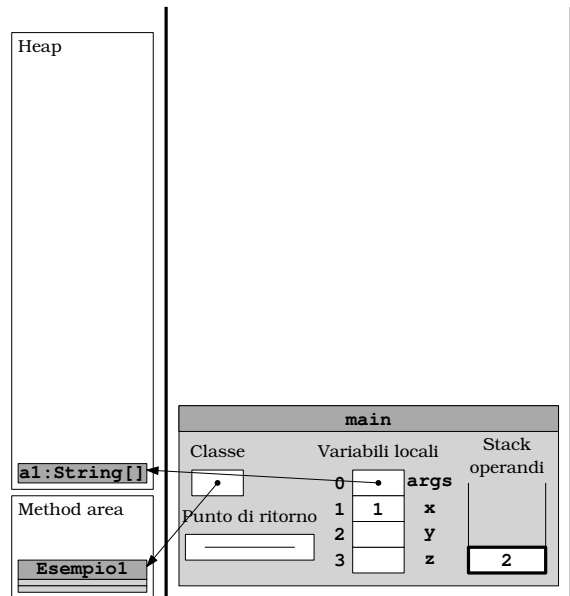 Heap
a1:String[]
Method area
Esempio1
main
Classe
Punto di ritorno
Variabili locali
0 args
1 1 x
2 y
3 z
Stack
operandi
2